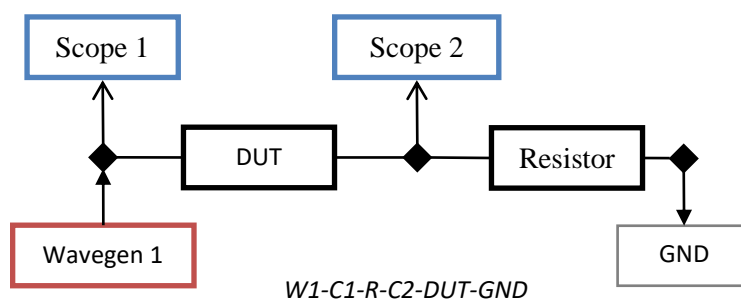 Scope 1
Scope 2
DUT
Resistor
Wavegen 1
GND
W1-C1-R-C2-DUT-GND